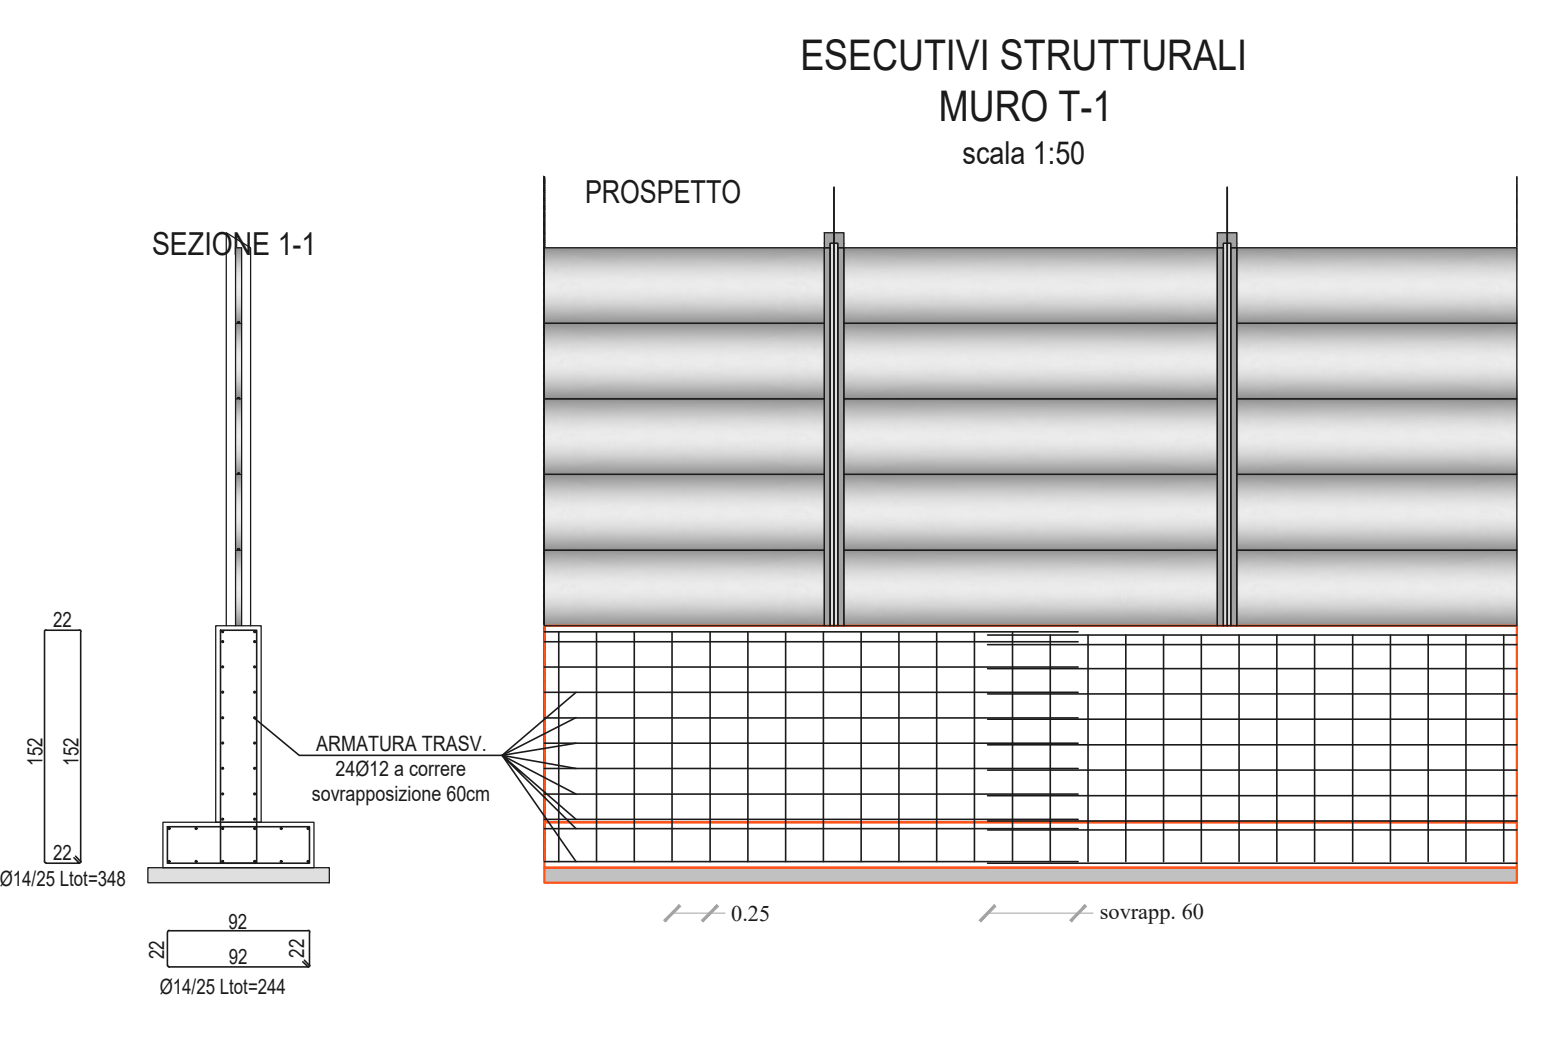 ESECUTIVI STRUTTURALI
MURO T-1
scala 1:50
PROSPETTO
SEZIONE 1-1
22
152
152
22
Ø14/25 Ltot=348
ARMATURA TRASV.
24Ø12 a correre
sovrapposizione 60cm
0.25
sovrapp. 60
92
22
92
22
Ø14/25 Ltot=244